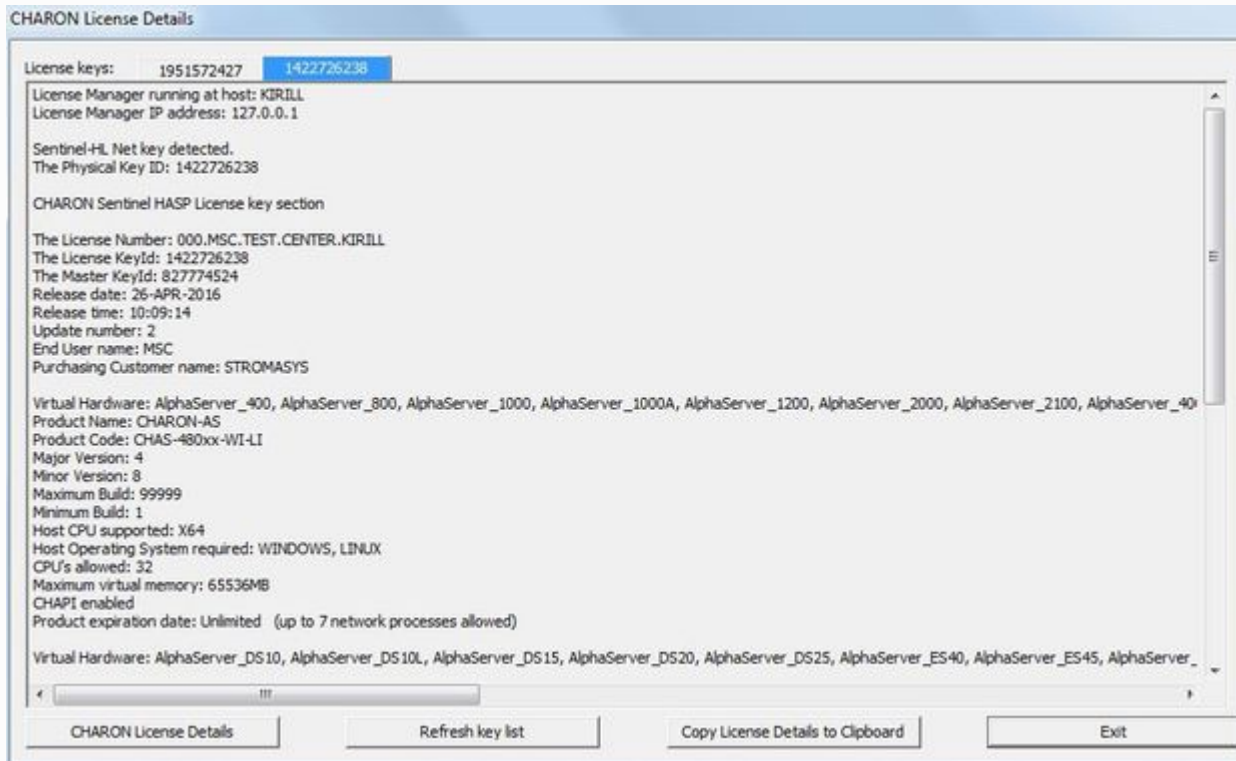 CHARON License Details
License keys: 1951572427 1422726238
License Manager running at host: KIRILL
License Manager IP address: 127.0.0.1
Sentinel-HL Net key detected.
The Physical Key ID: 1422726238
CHARON Sentinel HASP License key section
The License Number: 000.MSC.TEST.CENTER.KIRILL
The License KeyId: 1422726238
The Master KeyId: 827774524
Release date: 26-APR-2016
Release time: 10:09:14
Update number: 2
End User name: MSC
Purchasing Customer name: STROMASYS
Virtual Hardware: AlphaServer_400, AlphaServer_800, AlphaServer_1000, AlphaServer_1000A, AlphaServer_1200, AlphaServer_2000, AlphaServer_2100, AlphaServer_40
Product Name: CHARON-AS
Product Code: CHAS-480xx-WI-LI
Major Version: 4
Minor Version: 8
Maximum Build: 99999
Minimum Build: 1
Host CPU supported: X64
Host Operating System required: WINDOWS, LINUX
CPU's allowed: 32
Maximum virtual memory: 65536MB
CHAPI enabled
Product expiration date: Unlimited (up to 7 network processes allowed)
Virtual Hardware: AlphaServer_DS10, AlphaServer_DS10L, AlphaServer_DS15, AlphaServer_DS20, AlphaServer_DS25, AlphaServer_ES40, AlphaServer_ES45, AlphaServer_
CHARON License Details Refresh key list Copy License Details to Clipboard Exit